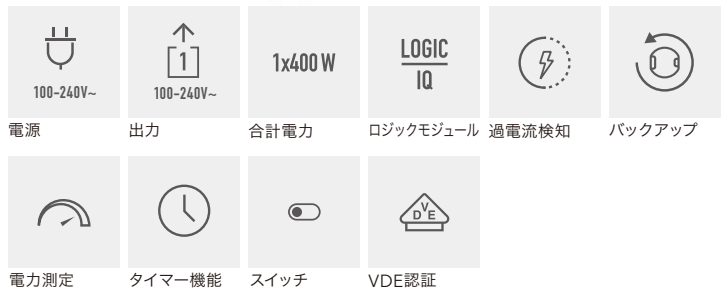 100-240V~
電源
1
100-240V~
出力
1x400 W
合計電力
LOGIC
IQ
ロジックモジュール
過電流検知
バックアップ
電力測定
タイマー機能
スイッチ
DVE
VDE認証